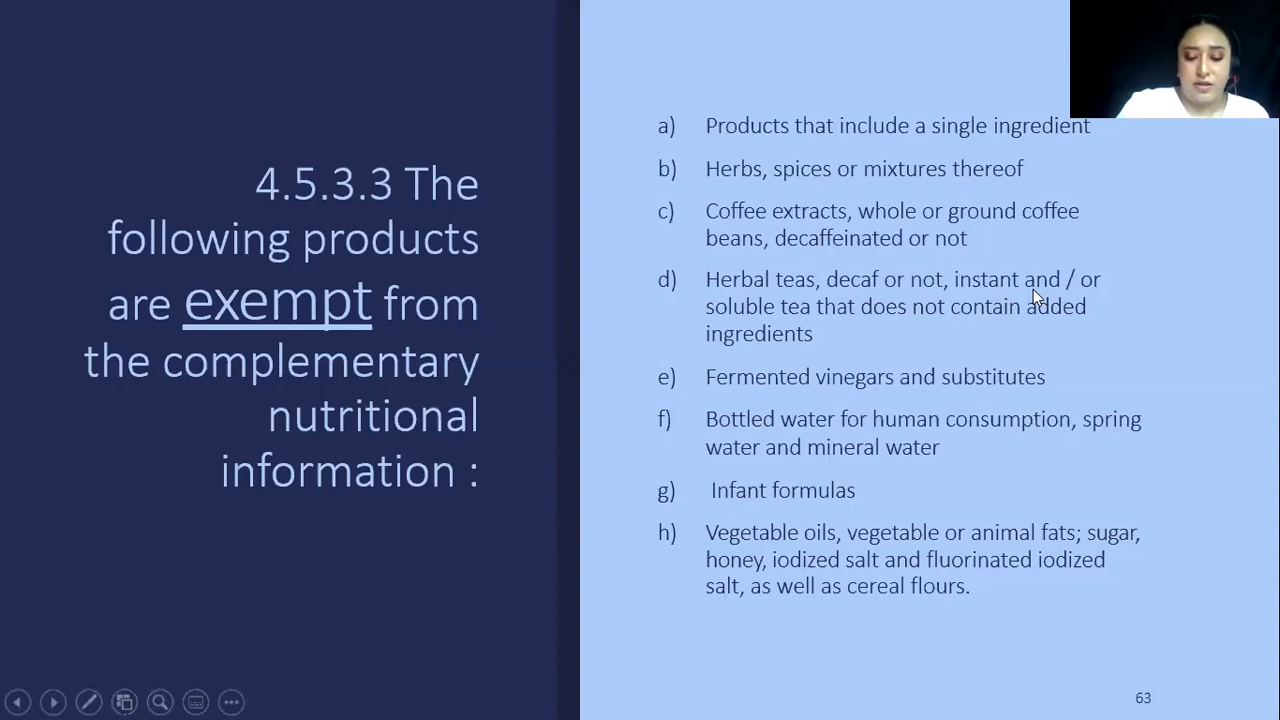 4.5.3.3 The
following products
are exempt from
the complementary
nutritional
information :
a) Products that include a single ingredient
b) Herbs, spices or mixtures thereof
c) Coffee extracts, whole or ground coffee
beans, decaffeinated or not
d) Herbal teas, decaf or not, instant and / or
soluble tea that does not contain added
ingredients
e) Fermented vinegars and substitutes
f) Bottled water for human consumption, spring
water and mineral water
g) Infant formulas
h) Vegetable oils, vegetable or animal fats; sugar,
honey, iodized salt and fluorinated iodized
salt, as well as cereal flours.
63